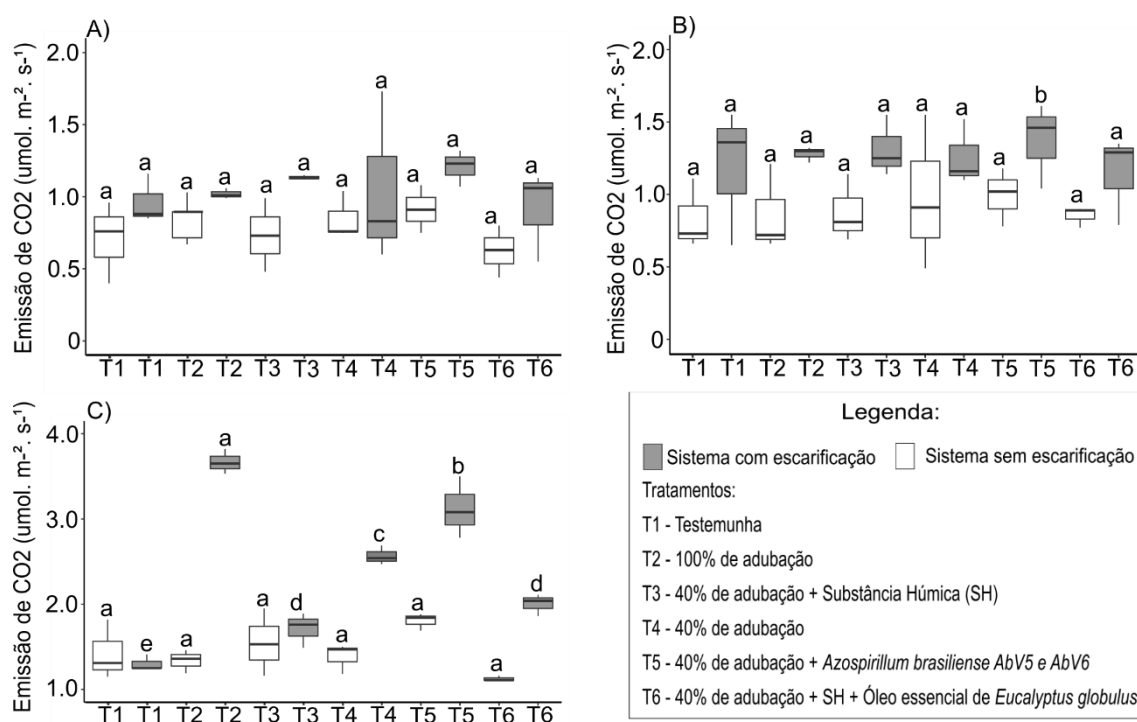 A)
Emissão de CO2 (umol. m-². s-¹)
2.0
1.5
1.0
0.5
0
a a a a a a a a a a a a
T1 T1 T2 T2 T3 T3 T4 T4 T5 T5 T6 T6
B)
Emissão de CO2 (umol. m-². s-¹)
2.0
1.5
1.0
0.5
0
a a a a a a a a a b a a
T1 T1 T2 T2 T3 T3 T4 T4 T5 T5 T6 T6
C)
Emissão de CO2 (umol. m-². s-¹)
4.0
3.0
2.0
1.0
a e a a a d a c a b a d
T1 T1 T2 T2 T3 T3 T4 T4 T5 T5 T6 T6
Legenda:
Sistema com escarificação Sistema sem escarificação
Tratamentos:
T1 - Testemunha
T2 - 100% de adubação
T3 - 40% de adubação + Substância Húmica (SH)
T4 - 40% de adubação
T5 - 40% de adubação + Azospirillum brasiliense AbV5 e AbV6
T6 - 40% de adubação + SH + Óleo essencial de Eucalyptus globulus